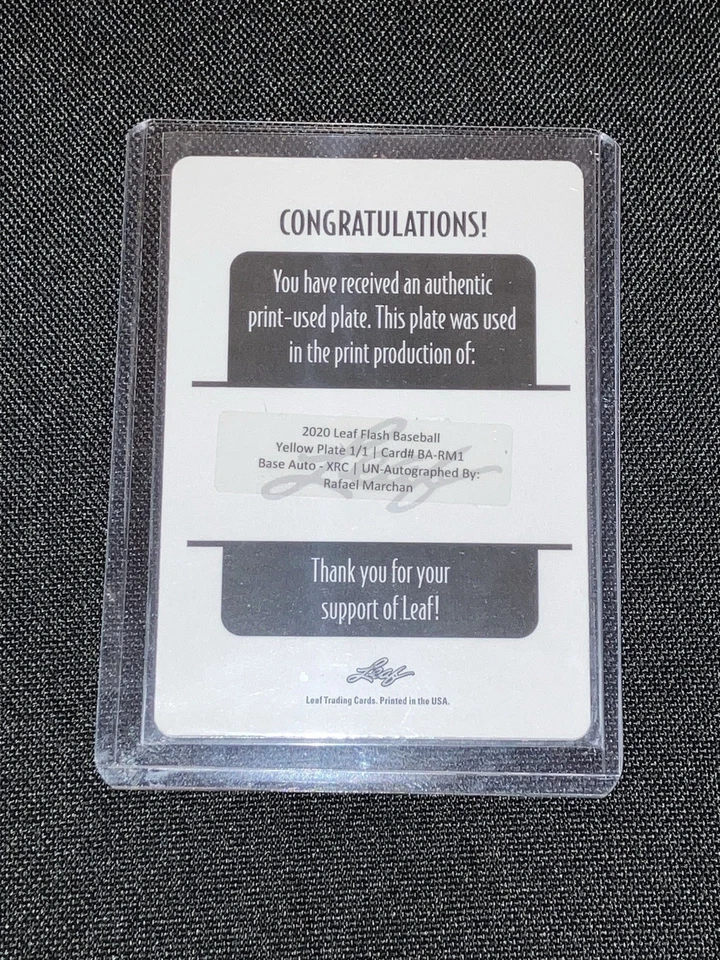 CONGRATULATIONS!
You have received an authentic
print-used plate. This plate was used
in the print production of:
2020 Leaf Flash Baseball
Yellow Plate 1/1 | Card# BA-RM1
Base Auto - XRC | UN-Autographed By:
Rafael Marchan
Thank you for your
support of Leaf!
Leaf
Leaf Trading Cards. Printed in the USA.